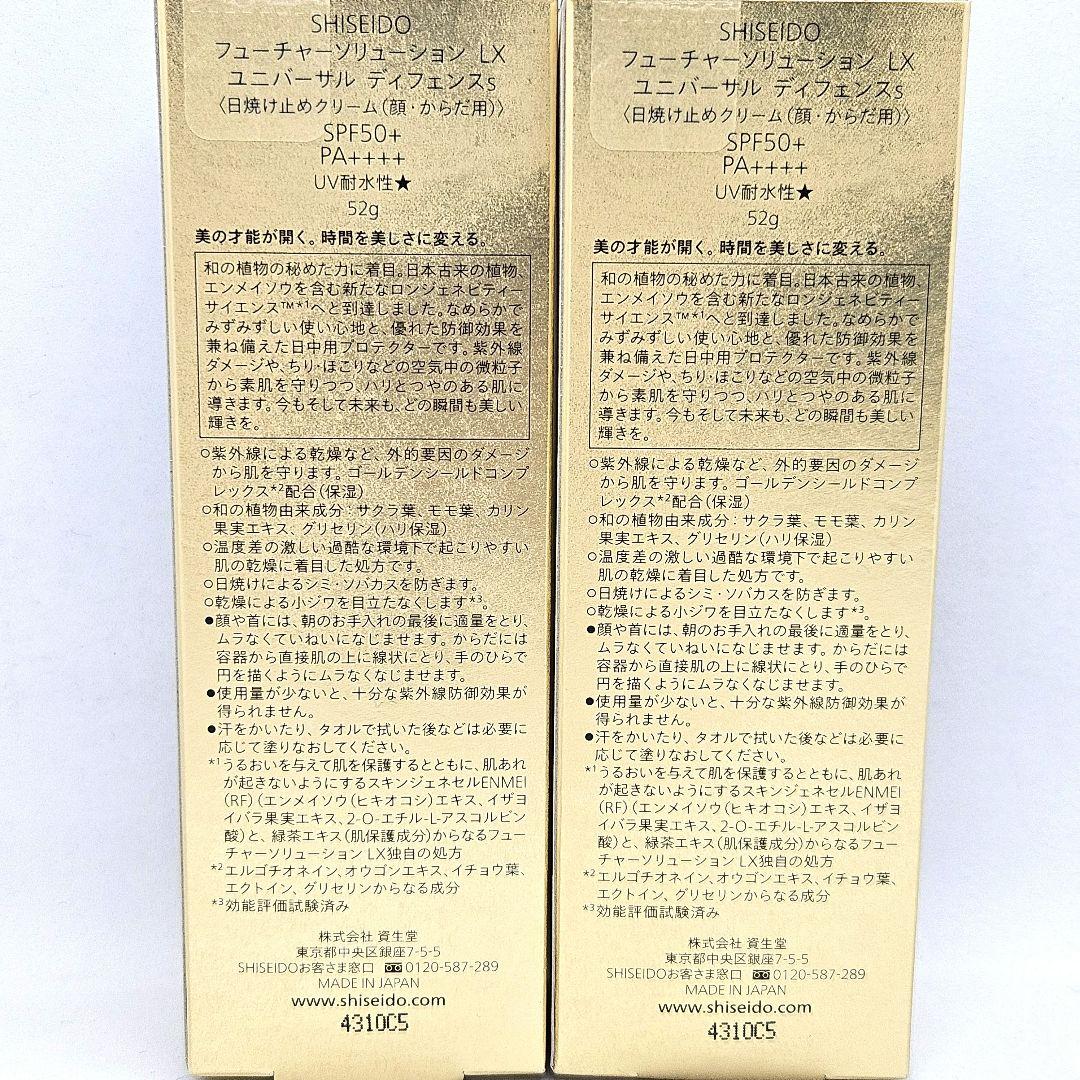 SHISEIDO
フューチャーソリューション LX
ユニバーサル ディフェンスs
〈日焼け止めクリーム(顔・からだ用)〉
SPF50+
PA++++
UV耐水性★
52g
美の才能が開く。時間を美しさに変える。
和の植物の秘めた力に着目。日本古来の植物、
エンメイソウを含む新たなロンジェネビティー
サイエンス™*1へと到達しました。なめらかで
みずみずしい使い心地と、優れた防御効果を
兼ね備えた日中用プロテクターです。紫外線
ダメージや、ちり・ほこりなどの空気中の微粒子
から素肌を守りつつ、ハリとつやのある肌に
導きます。今もそして未来も、どの瞬間も美しい
輝きを。
○紫外線による乾燥など、外的要因のダメージ
から肌を守ります。ゴールデンシールドコンプ
レックス*2配合(保湿)
○和の植物由来成分：サクラ葉、モモ葉、カリン
果実エキス、グリセリン(ハリ保湿)
○温度差の激しい過酷な環境下で起こりやすい
肌の乾燥に着目した処方です。
○日焼けによるシミ・ソバカスを防ぎます。
○乾燥による小ジワを目立たなくします*3。
●顔や首には、朝のお手入れの最後に適量をとり、
ムラなくていねいになじませます。からだには
容器から直接肌の上に線状にとり、手のひらで
円を描くようにムラなくなじませます。
●使用量が少ないと、十分な紫外線防御効果が
得られません。
●汗をかいたり、タオルで拭いた後などは必要に
応じて塗りなおしてください。
*1うるおいを与えて肌を保護するとともに、肌あれ
が起きないようにするスキンジェネセルENMEI
(RF)(エンメイソウ(ヒキオコシ)エキス、イザヨ
イバラ果実エキス、2-O-エチル-L-アスコルビン
酸)と、緑茶エキス(肌保護成分)からなるフュー
チャーソリューション LX独自の処方
*2エルゴチオネイン、オウゴンエキス、イチョウ葉、
エクトイン、グリセリンからなる成分
*3効能評価試験済み
株式会社 資生堂
東京都中央区銀座7-5-5
SHISEIDOお客さま窓口 0120-587-289
MADE IN JAPAN
www.shiseido.com
4310C5
SHISEIDO
フューチャーソリューション LX
ユニバーサル ディフェンスs
〈日焼け止めクリーム(顔・からだ用)〉
SPF50+
PA++++
UV耐水性★
52g
美の才能が開く。時間を美しさに変える。
和の植物の秘めた力に着目。日本古来の植物、
エンメイソウを含む新たなロンジェネビティー
サイエンス™*1へと到達しました。なめらかで
みずみずしい使い心地と、優れた防御効果を
兼ね備えた日中用プロテクターです。紫外線
ダメージや、ちり・ほこりなどの空気中の微粒子
から素肌を守りつつ、ハリとつやのある肌に
導きます。今もそして未来も、どの瞬間も美しい
輝きを。
○紫外線による乾燥など、外的要因のダメージ
から肌を守ります。ゴールデンシールドコンプ
レックス*2配合(保湿)
○和の植物由来成分：サクラ葉、モモ葉、カリン
果実エキス、グリセリン(ハリ保湿)
○温度差の激しい過酷な環境下で起こりやすい
肌の乾燥に着目した処方です。
○日焼けによるシミ・ソバカスを防ぎます。
○乾燥による小ジワを目立たなくします*3。
●顔や首には、朝のお手入れの最後に適量をとり、
ムラなくていねいになじませます。からだには
容器から直接肌の上に線状にとり、手のひらで
円を描くようにムラなくなじませます。
●使用量が少ないと、十分な紫外線防御効果が
得られません。
●汗をかいたり、タオルで拭いた後などは必要に
応じて塗りなおしてください。
*1うるおいを与えて肌を保護するとともに、肌あれ
が起きないようにするスキンジェネセルENMEI
(RF)(エンメイソウ(ヒキオコシ)エキス、イザヨ
イバラ果実エキス、2-O-エチル-L-アスコルビン
酸)と、緑茶エキス(肌保護成分)からなるフュー
チャーソリューション LX独自の処方
*2エルゴチオネイン、オウゴンエキス、イチョウ葉、
エクトイン、グリセリンからなる成分
*3効能評価試験済み
株式会社 資生堂
東京都中央区銀座7-5-5
SHISEIDOお客さま窓口 0120-587-289
MADE IN JAPAN
www.shiseido.com
4310C5